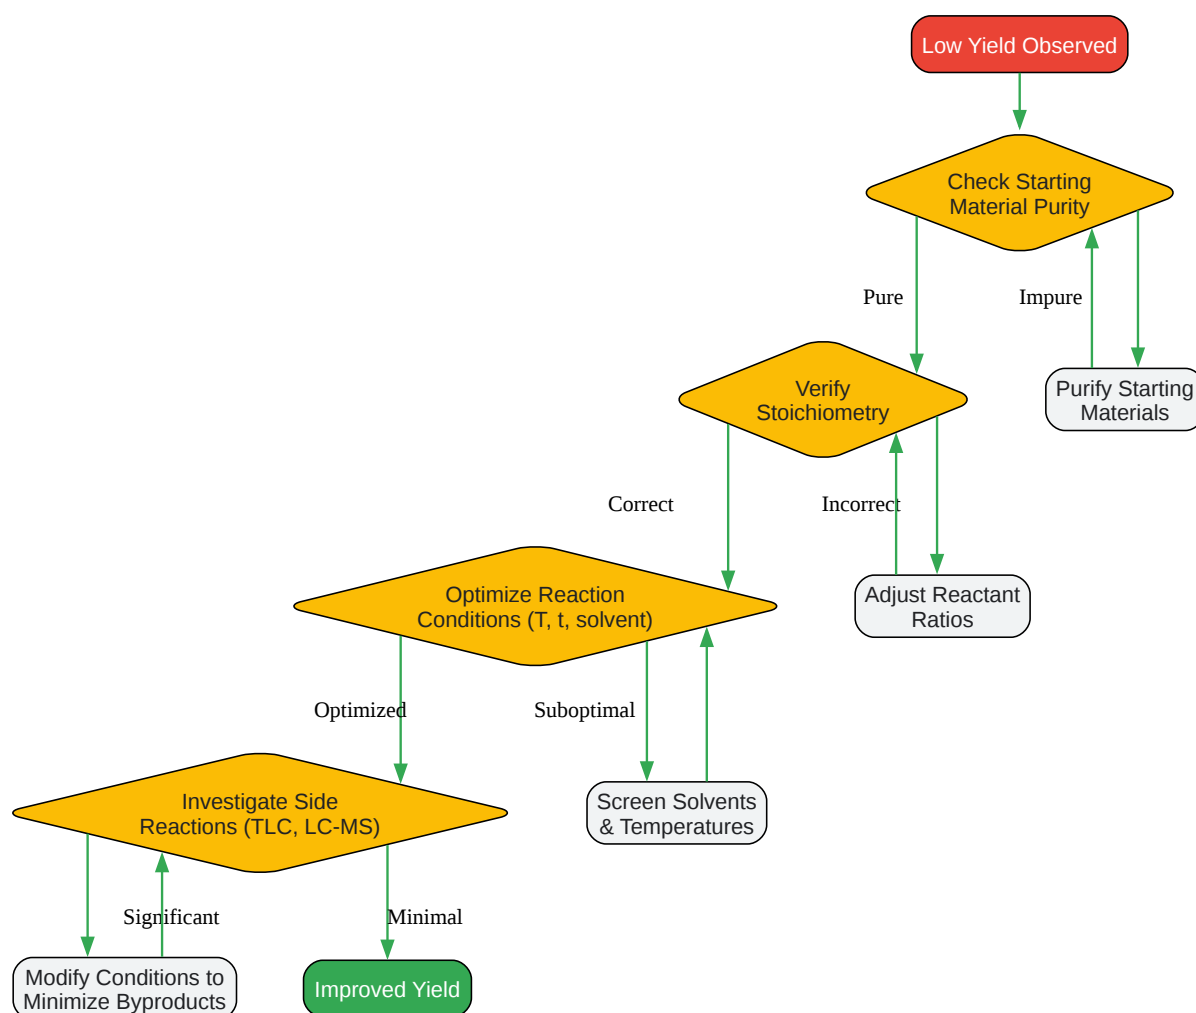 Low Yield Observed
Check Starting
Material Purity
Pure
Impure
Verify
Stoichiometry
Purify Starting
Materials
Correct
Incorrect
Optimize Reaction
Conditions (T, t, solvent)
Adjust Reactant
Ratios
Optimized
Suboptimal
Investigate Side
Reactions (TLC, LC-MS)
Screen Solvents
& Temperatures
Significant
Minimal
Modify Conditions to
Minimize Byproducts
Improved Yield